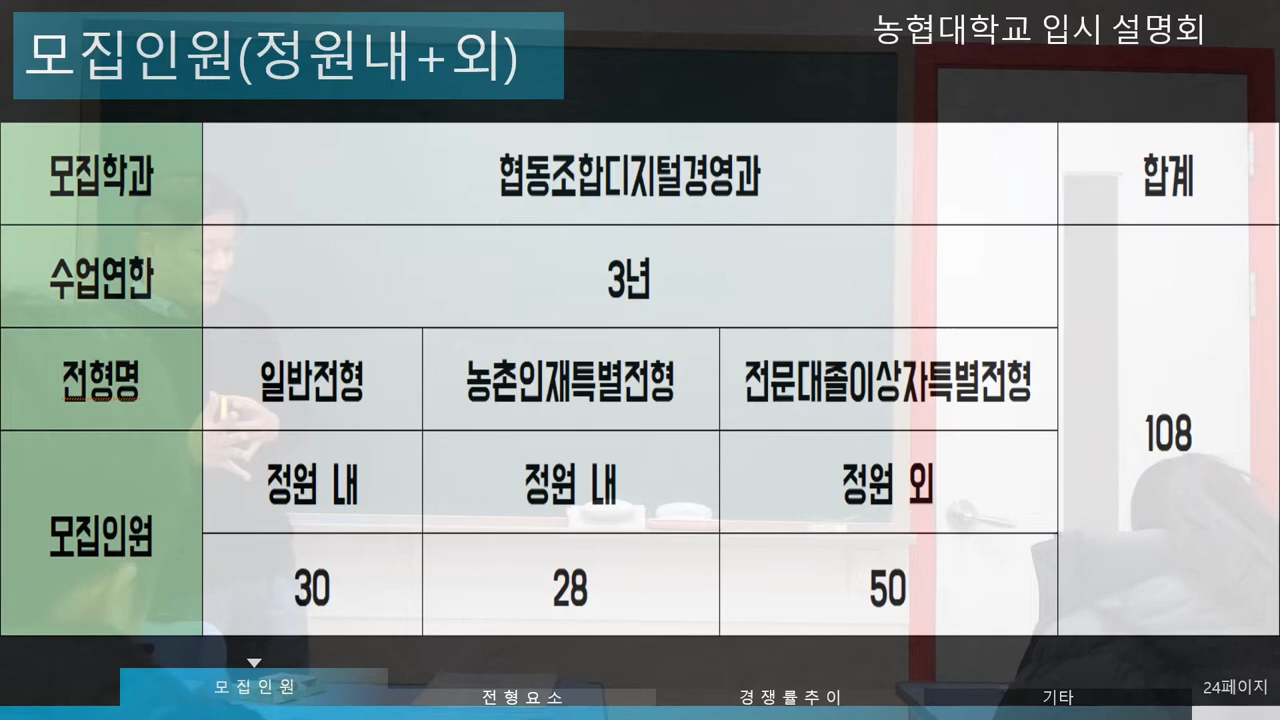 모집인원(정원내+외)
농협대학교 입시 설명회
모집학과
협동조합디지털경영과
합계
수업연한
3년
전형명
일반전형
농촌인재특별전형
전문대졸이상자특별전형
108
모집인원
정원 내
정원 내
정원 외
30
28
50
모집인원
전형요소
경쟁률추이
기타
24페이지